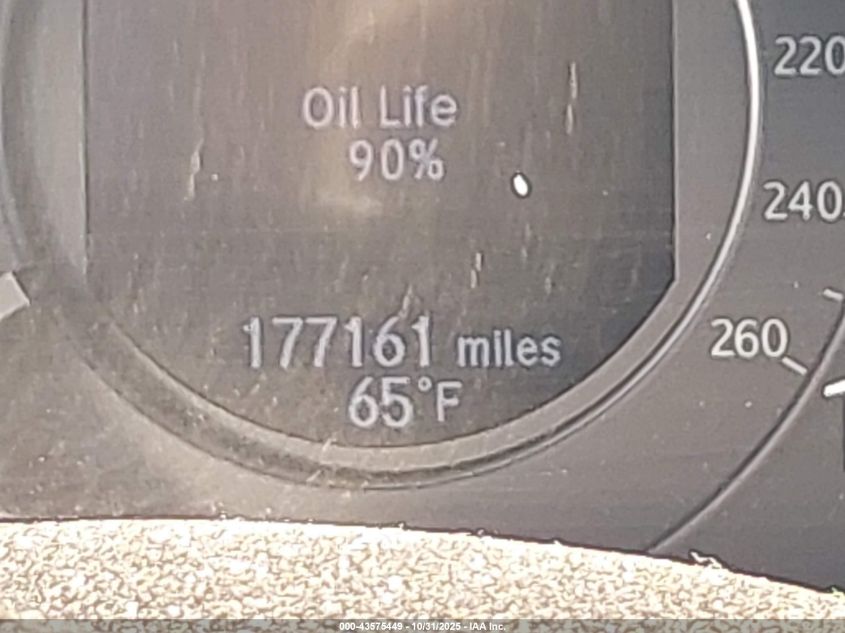 220
Oil Life
90%
240
260
177161 miles
65°F
000-43575449 - 10/31/2025 - IAA Inc.